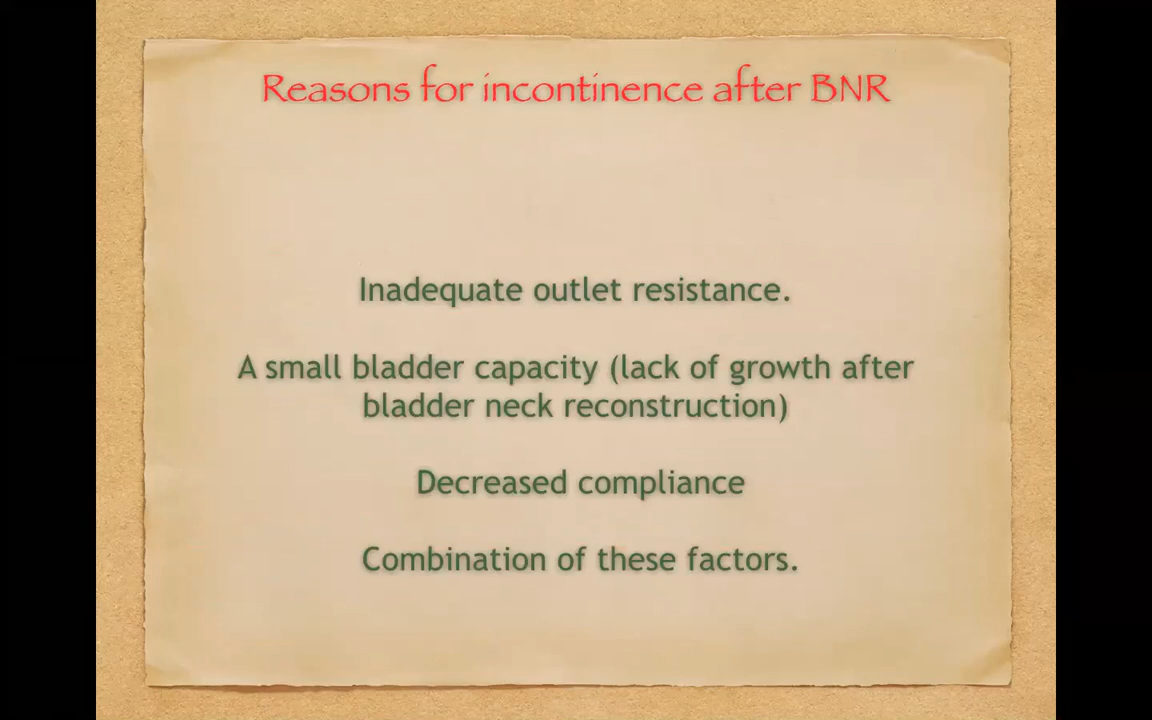 Reasons for incontinence after BNR
Inadequate outlet resistance.
A small bladder capacity (lack of growth after
bladder neck reconstruction)
Decreased compliance
Combination of these factors.